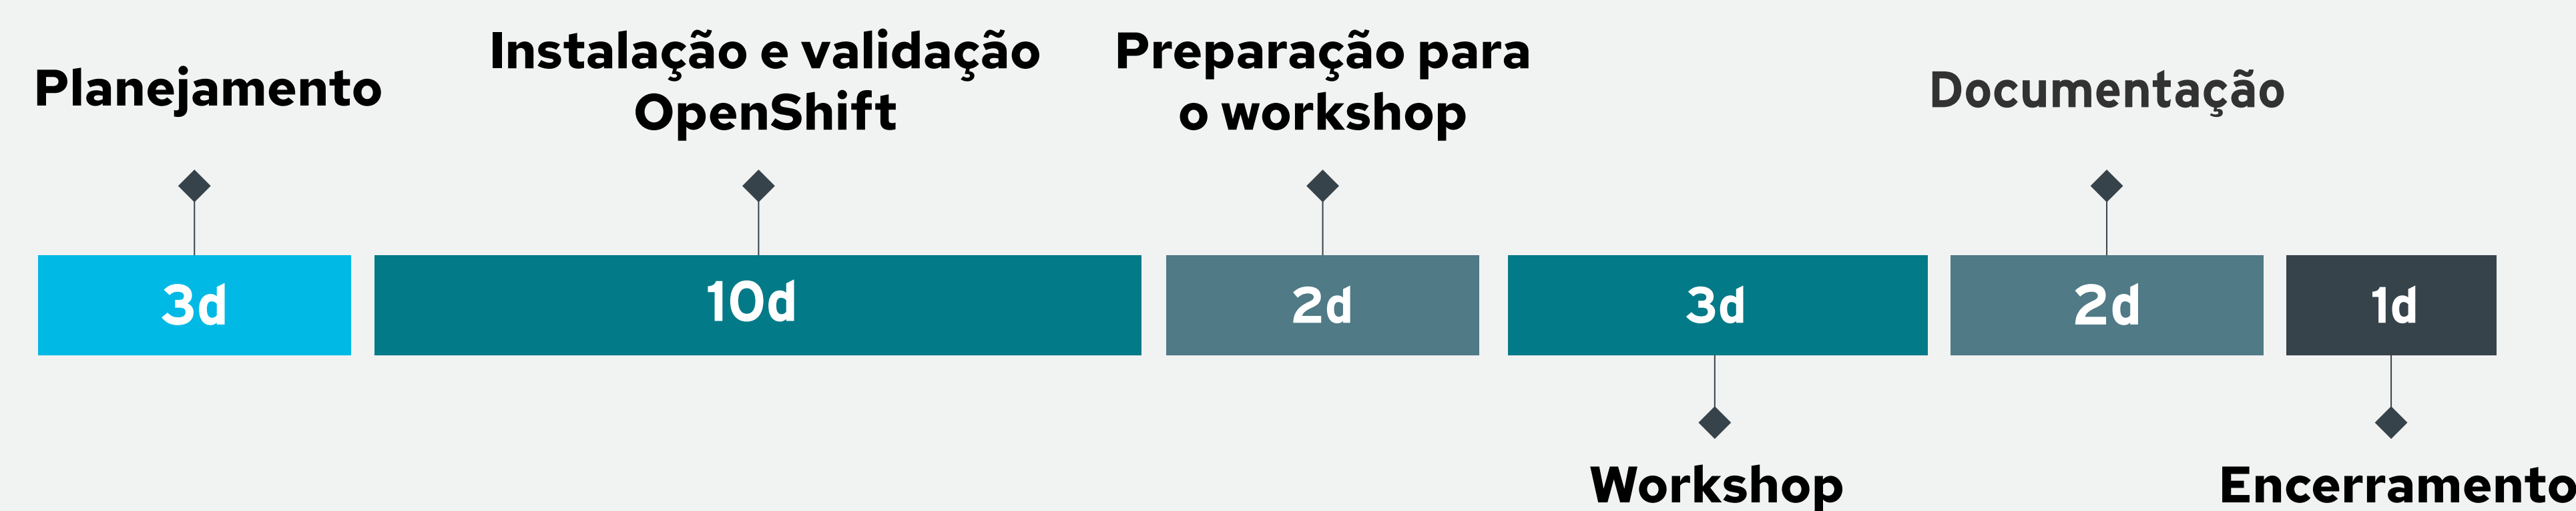 Planejamento
Instalação e validação
OpenShift
Preparação para
o workshop
Documentação
3d
10d
2d
3d
2d
1d
Workshop
Encerramento